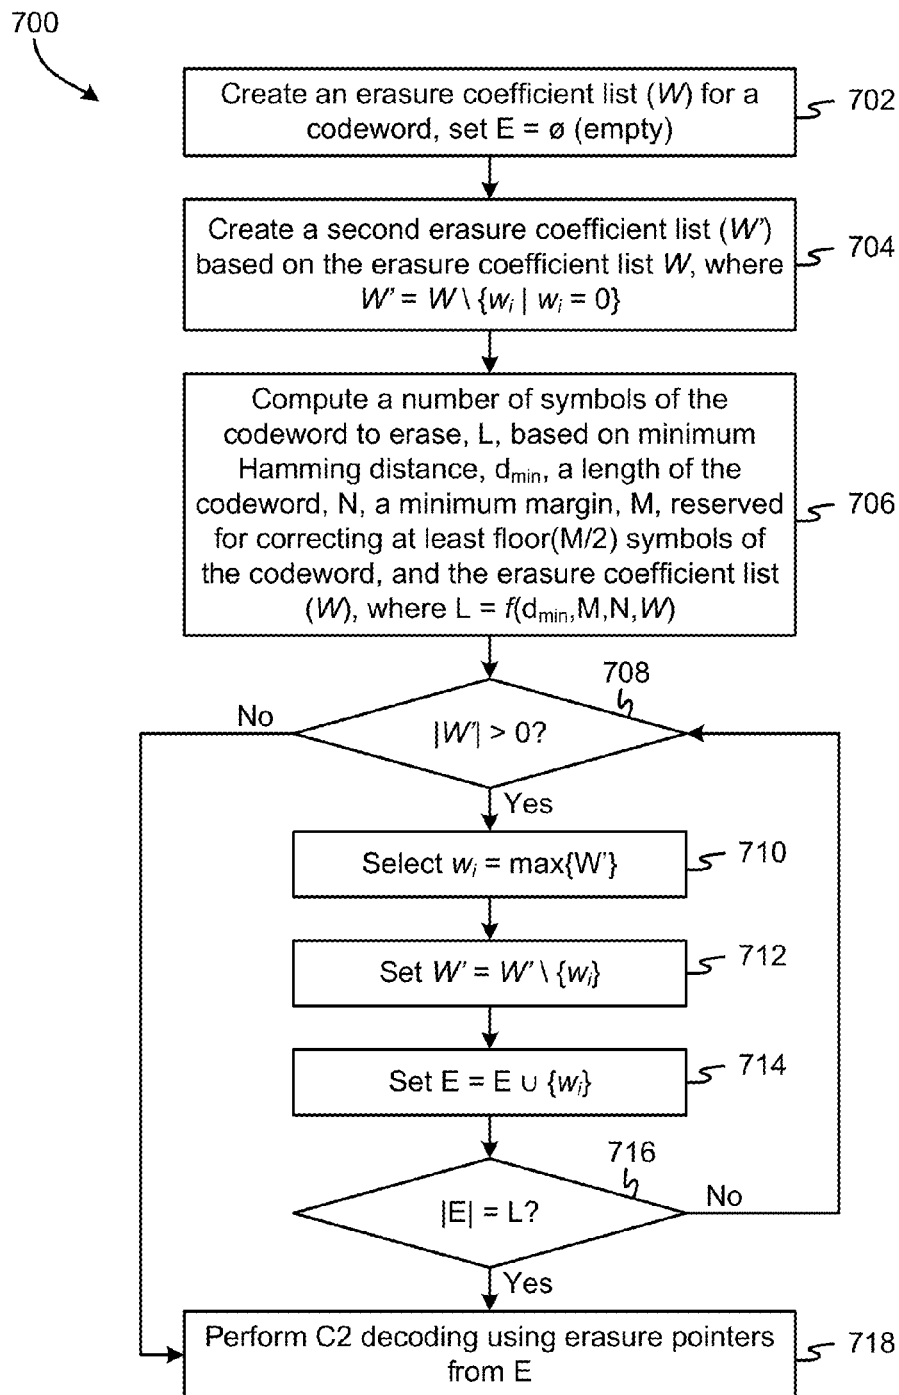 700
Create an erasure coefficient list (W) for a
codeword, set E = ø (empty)
702
Create a second erasure coefficient list (W')
based on the erasure coefficient list W, where
W' = W \ {wᵢ | wᵢ = 0}
704
Compute a number of symbols of the
codeword to erase, L, based on minimum
Hamming distance, dmin, a length of the
codeword, N, a minimum margin, M, reserved
for correcting at least floor(M/2) symbols of
the codeword, and the erasure coefficient list
(W), where L = f(dmin,M,N,W)
706
708
No
|W'| > 0?
Yes
Select wᵢ = max{W'}
710
Set W' = W' \ {wᵢ}
712
Set E = E ∪ {wᵢ}
714
716
|E| = L?
No
Yes
Perform C2 decoding using erasure pointers
from E
718